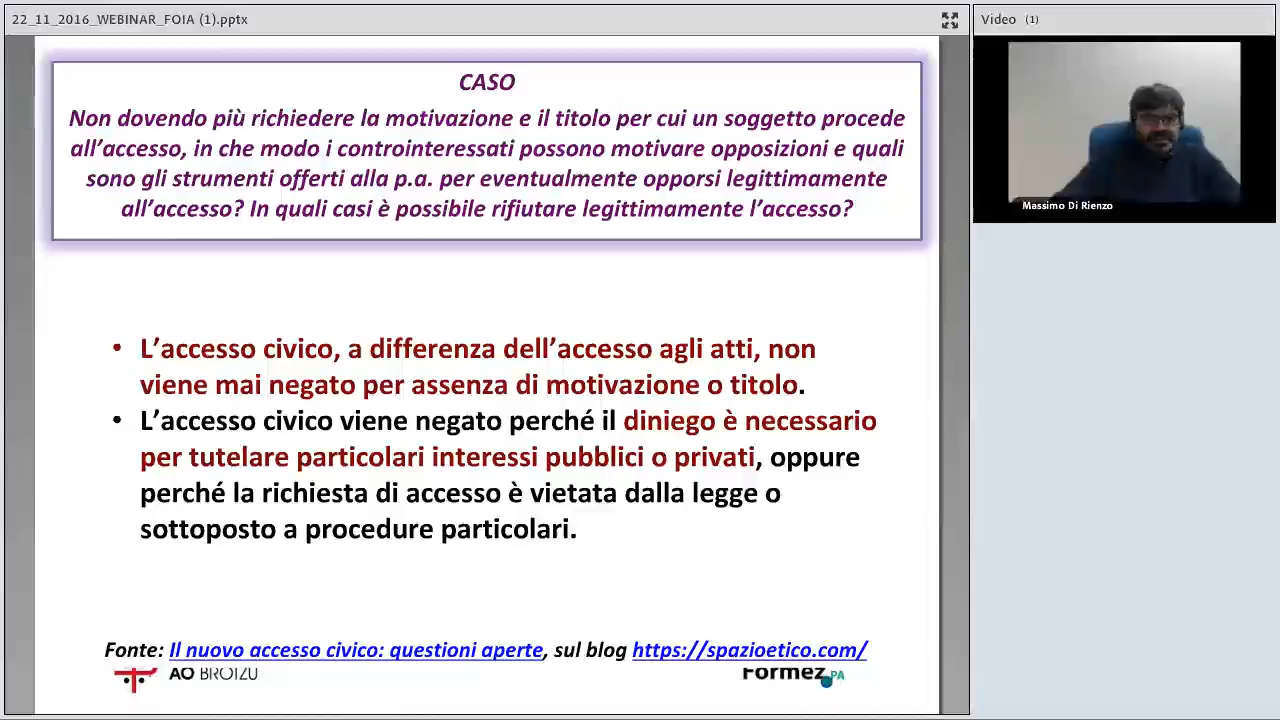 22_11_2016_WEBINAR_FOIA (1).pptx
Video (1)
CASO
Non dovendo più richiedere la motivazione e il titolo per cui un soggetto procede
all’accesso, in che modo i controinteressati possono motivare opposizioni e quali
sono gli strumenti offerti alla p.a. per eventualmente opporsi legittimamente
all’accesso? In quali casi è possibile rifiutare legittimamente l’accesso?
Massimo Di Rienzo
• L’accesso civico, a differenza dell’accesso agli atti, non
viene mai negato per assenza di motivazione o titolo.
• L’accesso civico viene negato perché il diniego è necessario
per tutelare particolari interessi pubblici o privati, oppure
perché la richiesta di accesso è vietata dalla legge o
sottoposto a procedure particolari.
Fonte: Il nuovo accesso civico: questioni aperte, sul blog https://spazioetico.com/
AO BROTZU
Formez PA